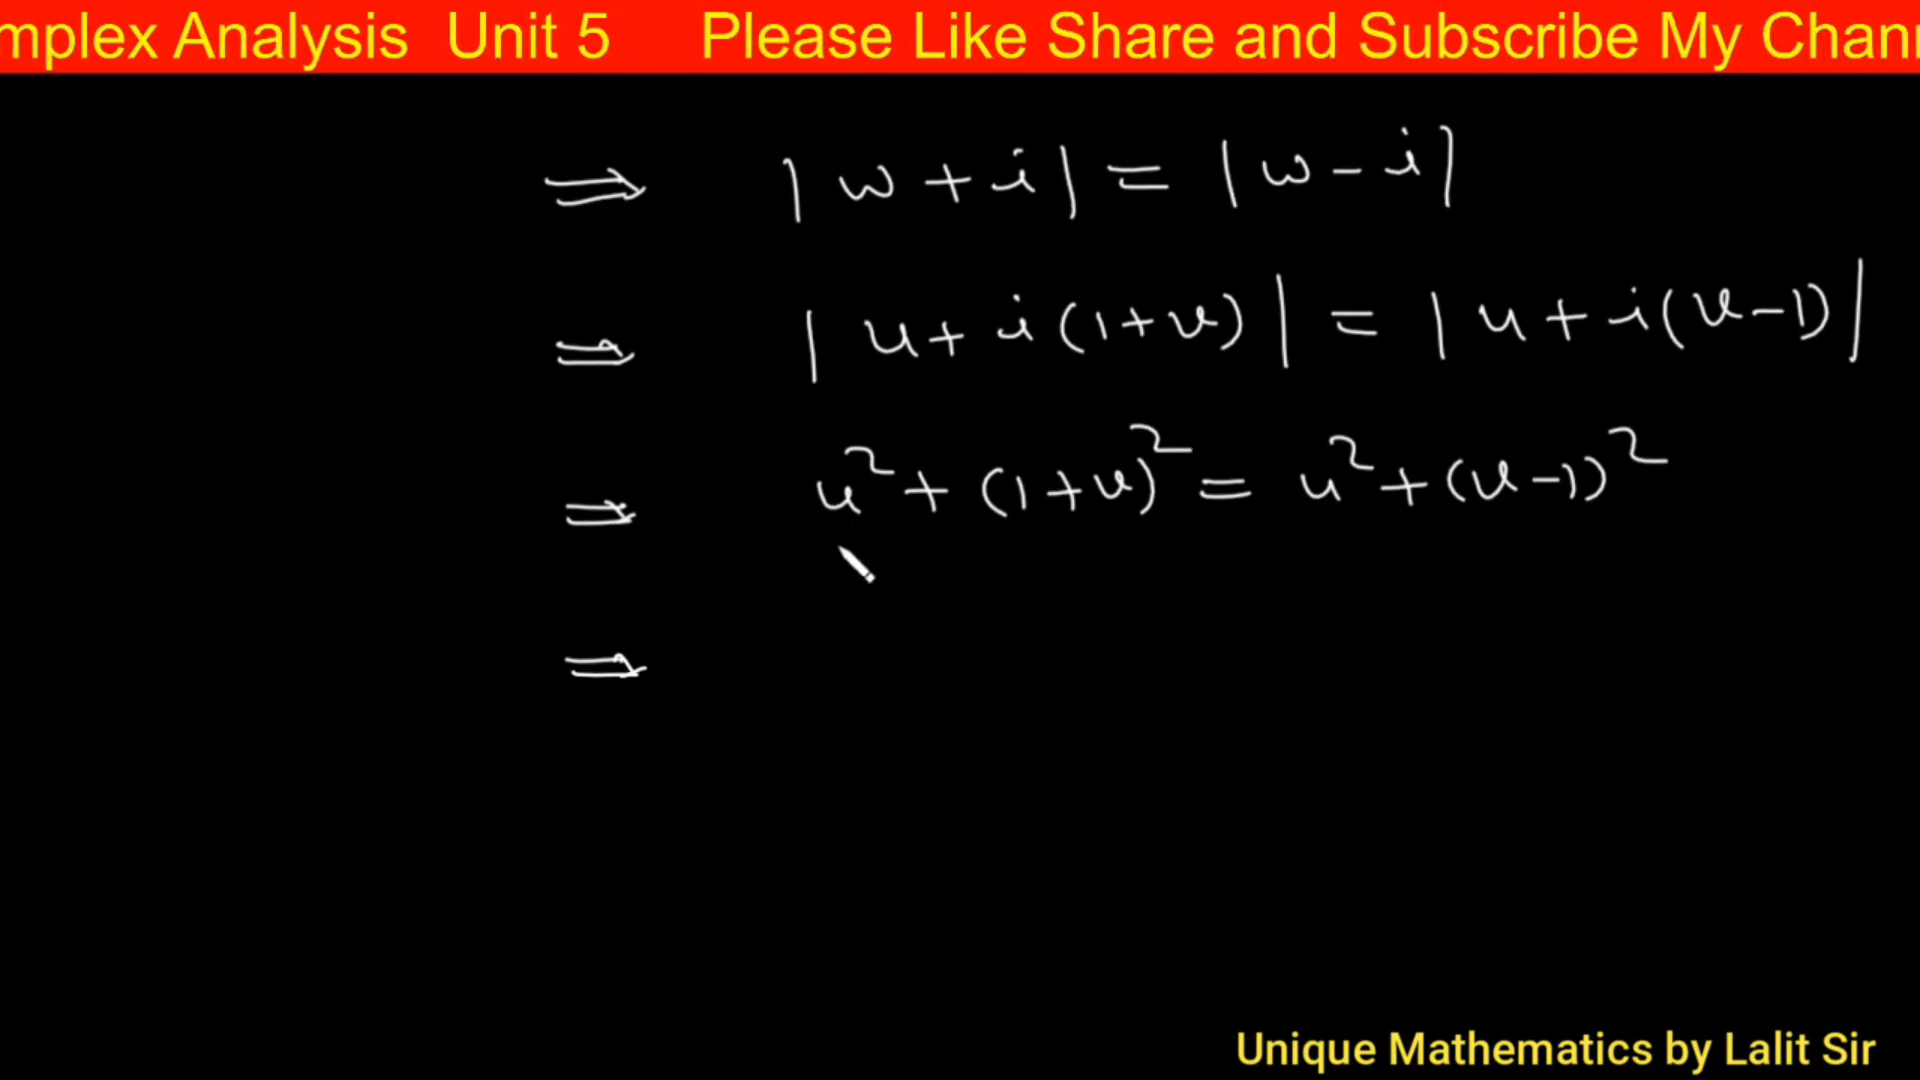 mplex Analysis Unit 5 Please Like Share and Subscribe My Chann
⇒ |w+i| = |w-i|
⇒ |u+i(1+v)| = |u+i(v-1)|
⇒ u²+(1+v)² = u²+(v-1)²
⇒
Unique Mathematics by Lalit Sir